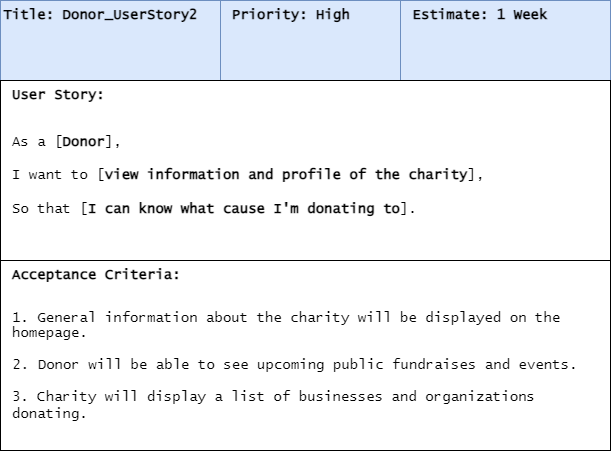 Title: Donor_UserStory2
Priority: High
Estimate: 1 Week
User Story:
As a [Donor],
I want to [view information and profile of the charity],
So that [I can know what cause I'm donating to].
Acceptance Criteria:
1. General information about the charity will be displayed on the
homepage.
2. Donor will be able to see upcoming public fundraises and events.
3. Charity will display a list of businesses and organizations
donating.